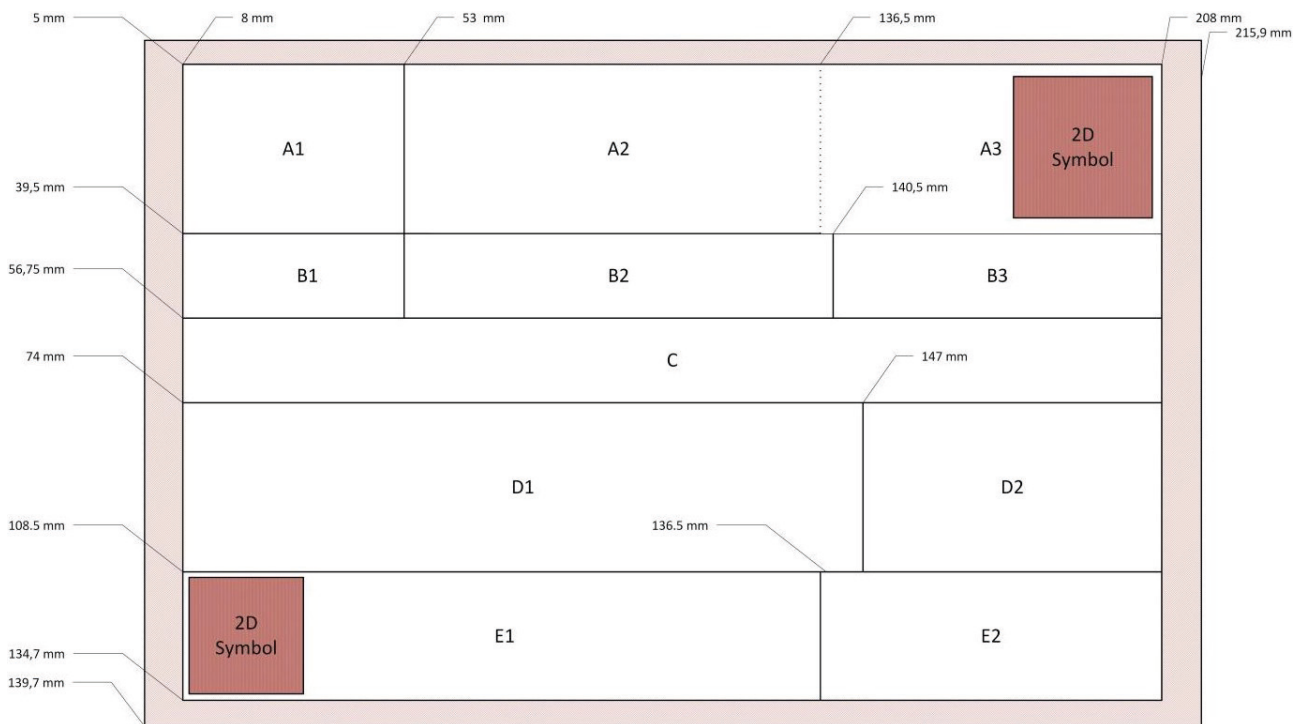 5 mm
8 mm
53 mm
136,5 mm
208 mm
215,9 mm
A1
A2
A3
2D
Symbol
39,5 mm
140,5 mm
B1
B2
B3
56,75 mm
C
74 mm
147 mm
D1
D2
108.5 mm
136.5 mm
2D
Symbol
E1
E2
134,7 mm
139,7 mm